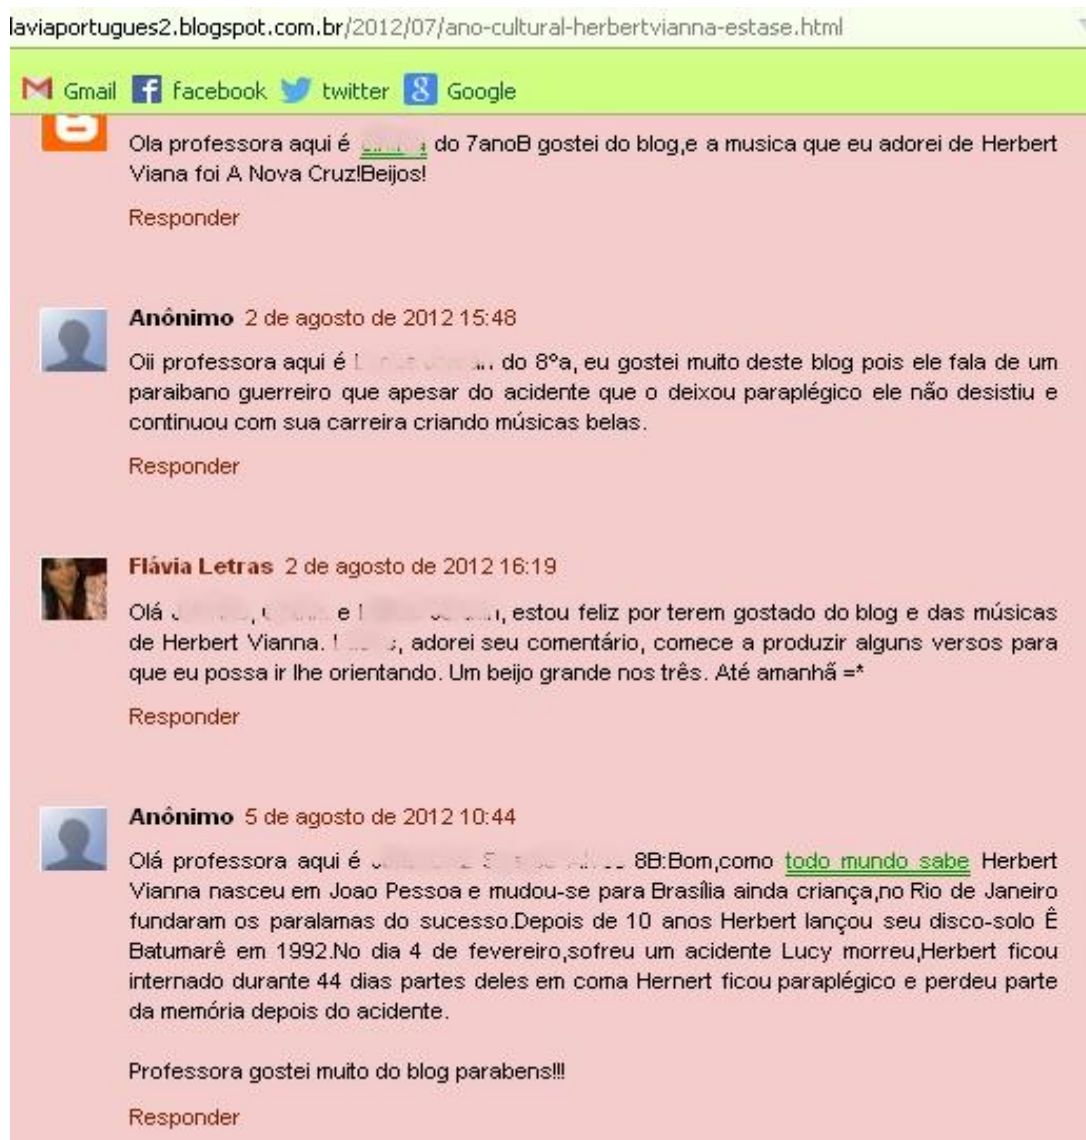 laviaportugues2.blogspot.com.br/2012/07/ano-cultural-herbertvianna-estase.html
Gmail facebook twitter Google
Ola professora aqui é do 7anoB gostei do blog,e a musica que eu adorei de Herbert
Viana foi A Nova Cruz!Beijos!
Responder
Anônimo 2 de agosto de 2012 15:48
Oii professora aqui é do 8ºa, eu gostei muito deste blog pois ele fala de um
paraibano guerreiro que apesar do acidente que o deixou paraplégico ele não desistiu e
continuou com sua carreira criando músicas belas.
Responder
Flávia Letras 2 de agosto de 2012 16:19
Olá , e , estou feliz por terem gostado do blog e das músicas
de Herbert Vianna. , adorei seu comentário, comece a produzir alguns versos para
que eu possa ir lhe orientando. Um beijo grande nos três. Até amanhã =*
Responder
Anônimo 5 de agosto de 2012 10:44
Olá professora aqui é 8B:Bom,como todo mundo sabe Herbert
Vianna nasceu em Joao Pessoa e mudou-se para Brasília ainda criança,no Rio de Janeiro
fundaram os paralamas do sucesso.Depois de 10 anos Herbert lançou seu disco-solo Ê
Batumarê em 1992.No dia 4 de fevereiro,sofreu um acidente Lucy morreu,Herbert ficou
internado durante 44 dias partes deles em coma Hernert ficou paraplégico e perdeu parte
da memória depois do acidente.
Professora gostei muito do blog parabens!!!
Responder